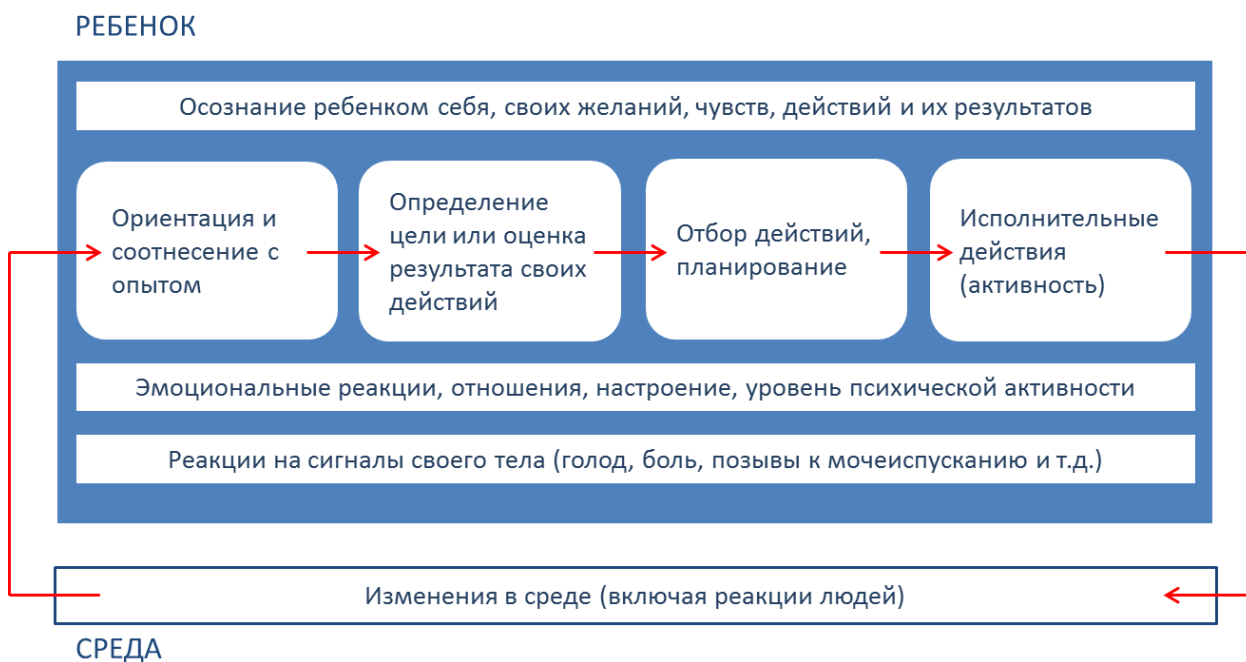 РЕБЕНОК
Осознание ребенком себя, своих желаний, чувств, действий и их результатов
Ориентация и
соотнесение с
опытом
Определение
цели или оценка
результата своих
действий
Отбор действий,
планирование
Исполнительные
действия
(активность)
Эмоциональные реакции, отношения, настроение, уровень психической активности
Реакции на сигналы своего тела (голод, боль, позывы к мочеиспусканию и т.д.)
Изменения в среде (включая реакции людей)
СРЕДА